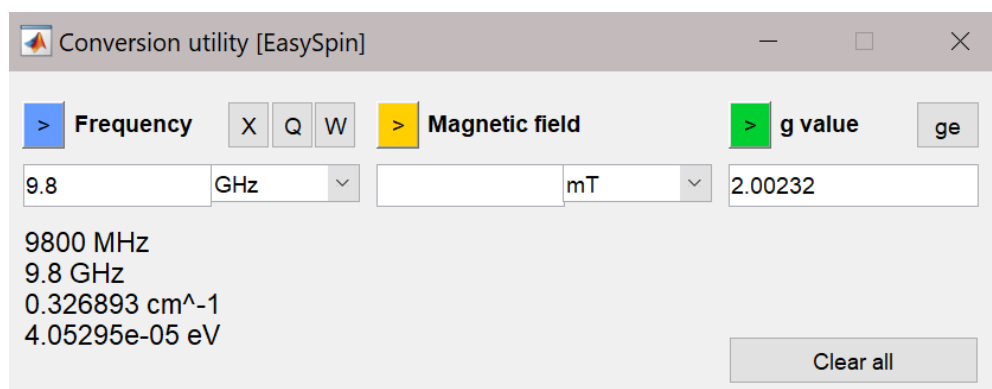 Conversion utility [EasySpin]
> Frequency X Q W > Magnetic field > g value ge
9.8 GHz mT 2.00232
9800 MHz
9.8 GHz
0.326893 cm^-1
4.05295e-05 eV
Clear all